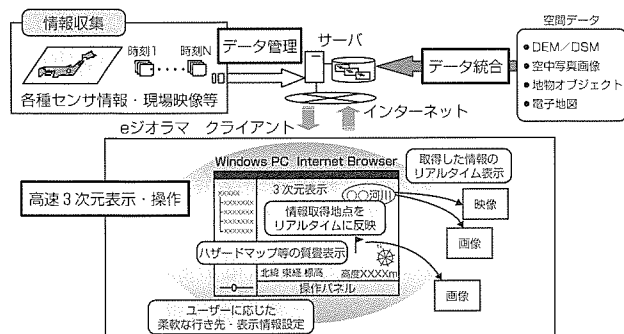 情報収集
時刻1
時刻N
各種センサ情報・現場映像等
データ管理
サーバ
インターネット
データ統合
空間データ
● DEM/DSM
● 空中写真画像
● 地物オブジェクト
● 電子地図
eジオラマ クライアント
Windows PC Internet Browser
高速3次元表示・操作
3次元表示
○○河川
取得した情報の
リアルタイム表示
情報取得地点を
リアルタイムに反映
映像
画像
ハザードマップ等の質畳表示
北緯 東経 標高
高度XXXXm
操作パネル
画像
ユーザーに応じた
柔軟な行き先・表示情報設定